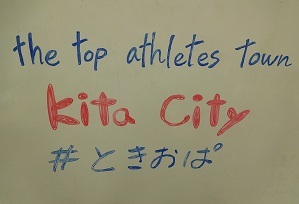 the top athletes town
Kita City
#ときおぱ